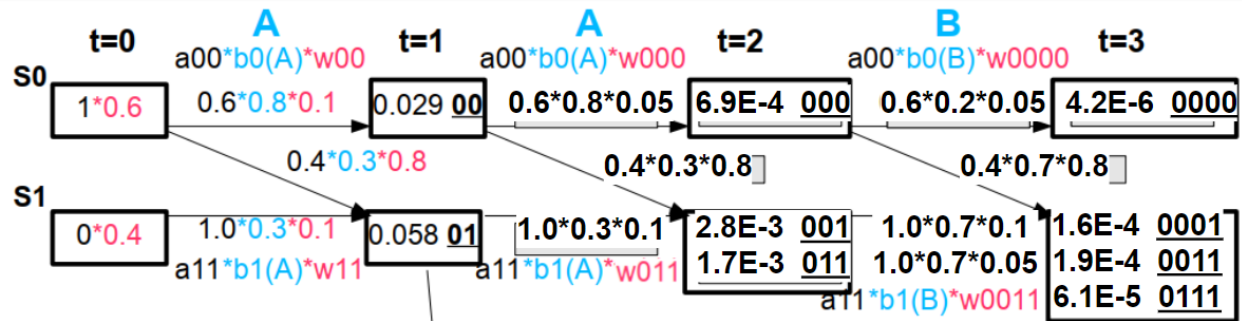 A A B
t=0 t=1 t=2 t=3
a00*b0(A)*w00 a00*b0(A)*w000 a00*b0(B)*w0000
S0
1*0.6 0.6*0.8*0.1 0.029 00 0.6*0.8*0.05 6.9E-4 000 0.6*0.2*0.05 4.2E-6 0000
0.4*0.3*0.8 0.4*0.3*0.8 0.4*0.7*0.8
S1
0*0.4 1.0*0.3*0.1 0.058 01 1.0*0.3*0.1 2.8E-3 001 1.0*0.7*0.1 1.6E-4 0001
a11*b1(A)*w11 a11*b1(A)*w011 1.7E-3 011 1.0*0.7*0.05 1.9E-4 0011
a11*b1(B)*w0011 6.1E-5 0111